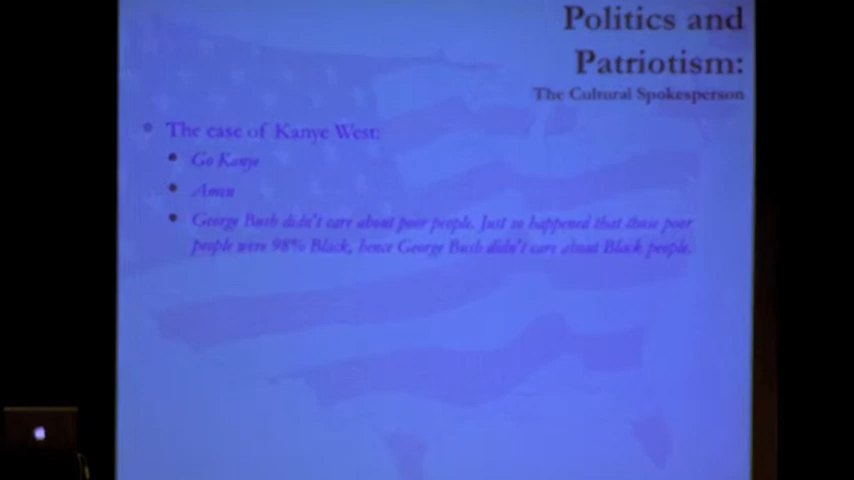 Politics and
Patriotism:
The Cultural Spokesperson
The case of Kanye West:
Go Kanye
Amen
George Bush didn't care about poor people. Just so happened that those poor
people were 98% Black, hence George Bush didn't care about Black people.